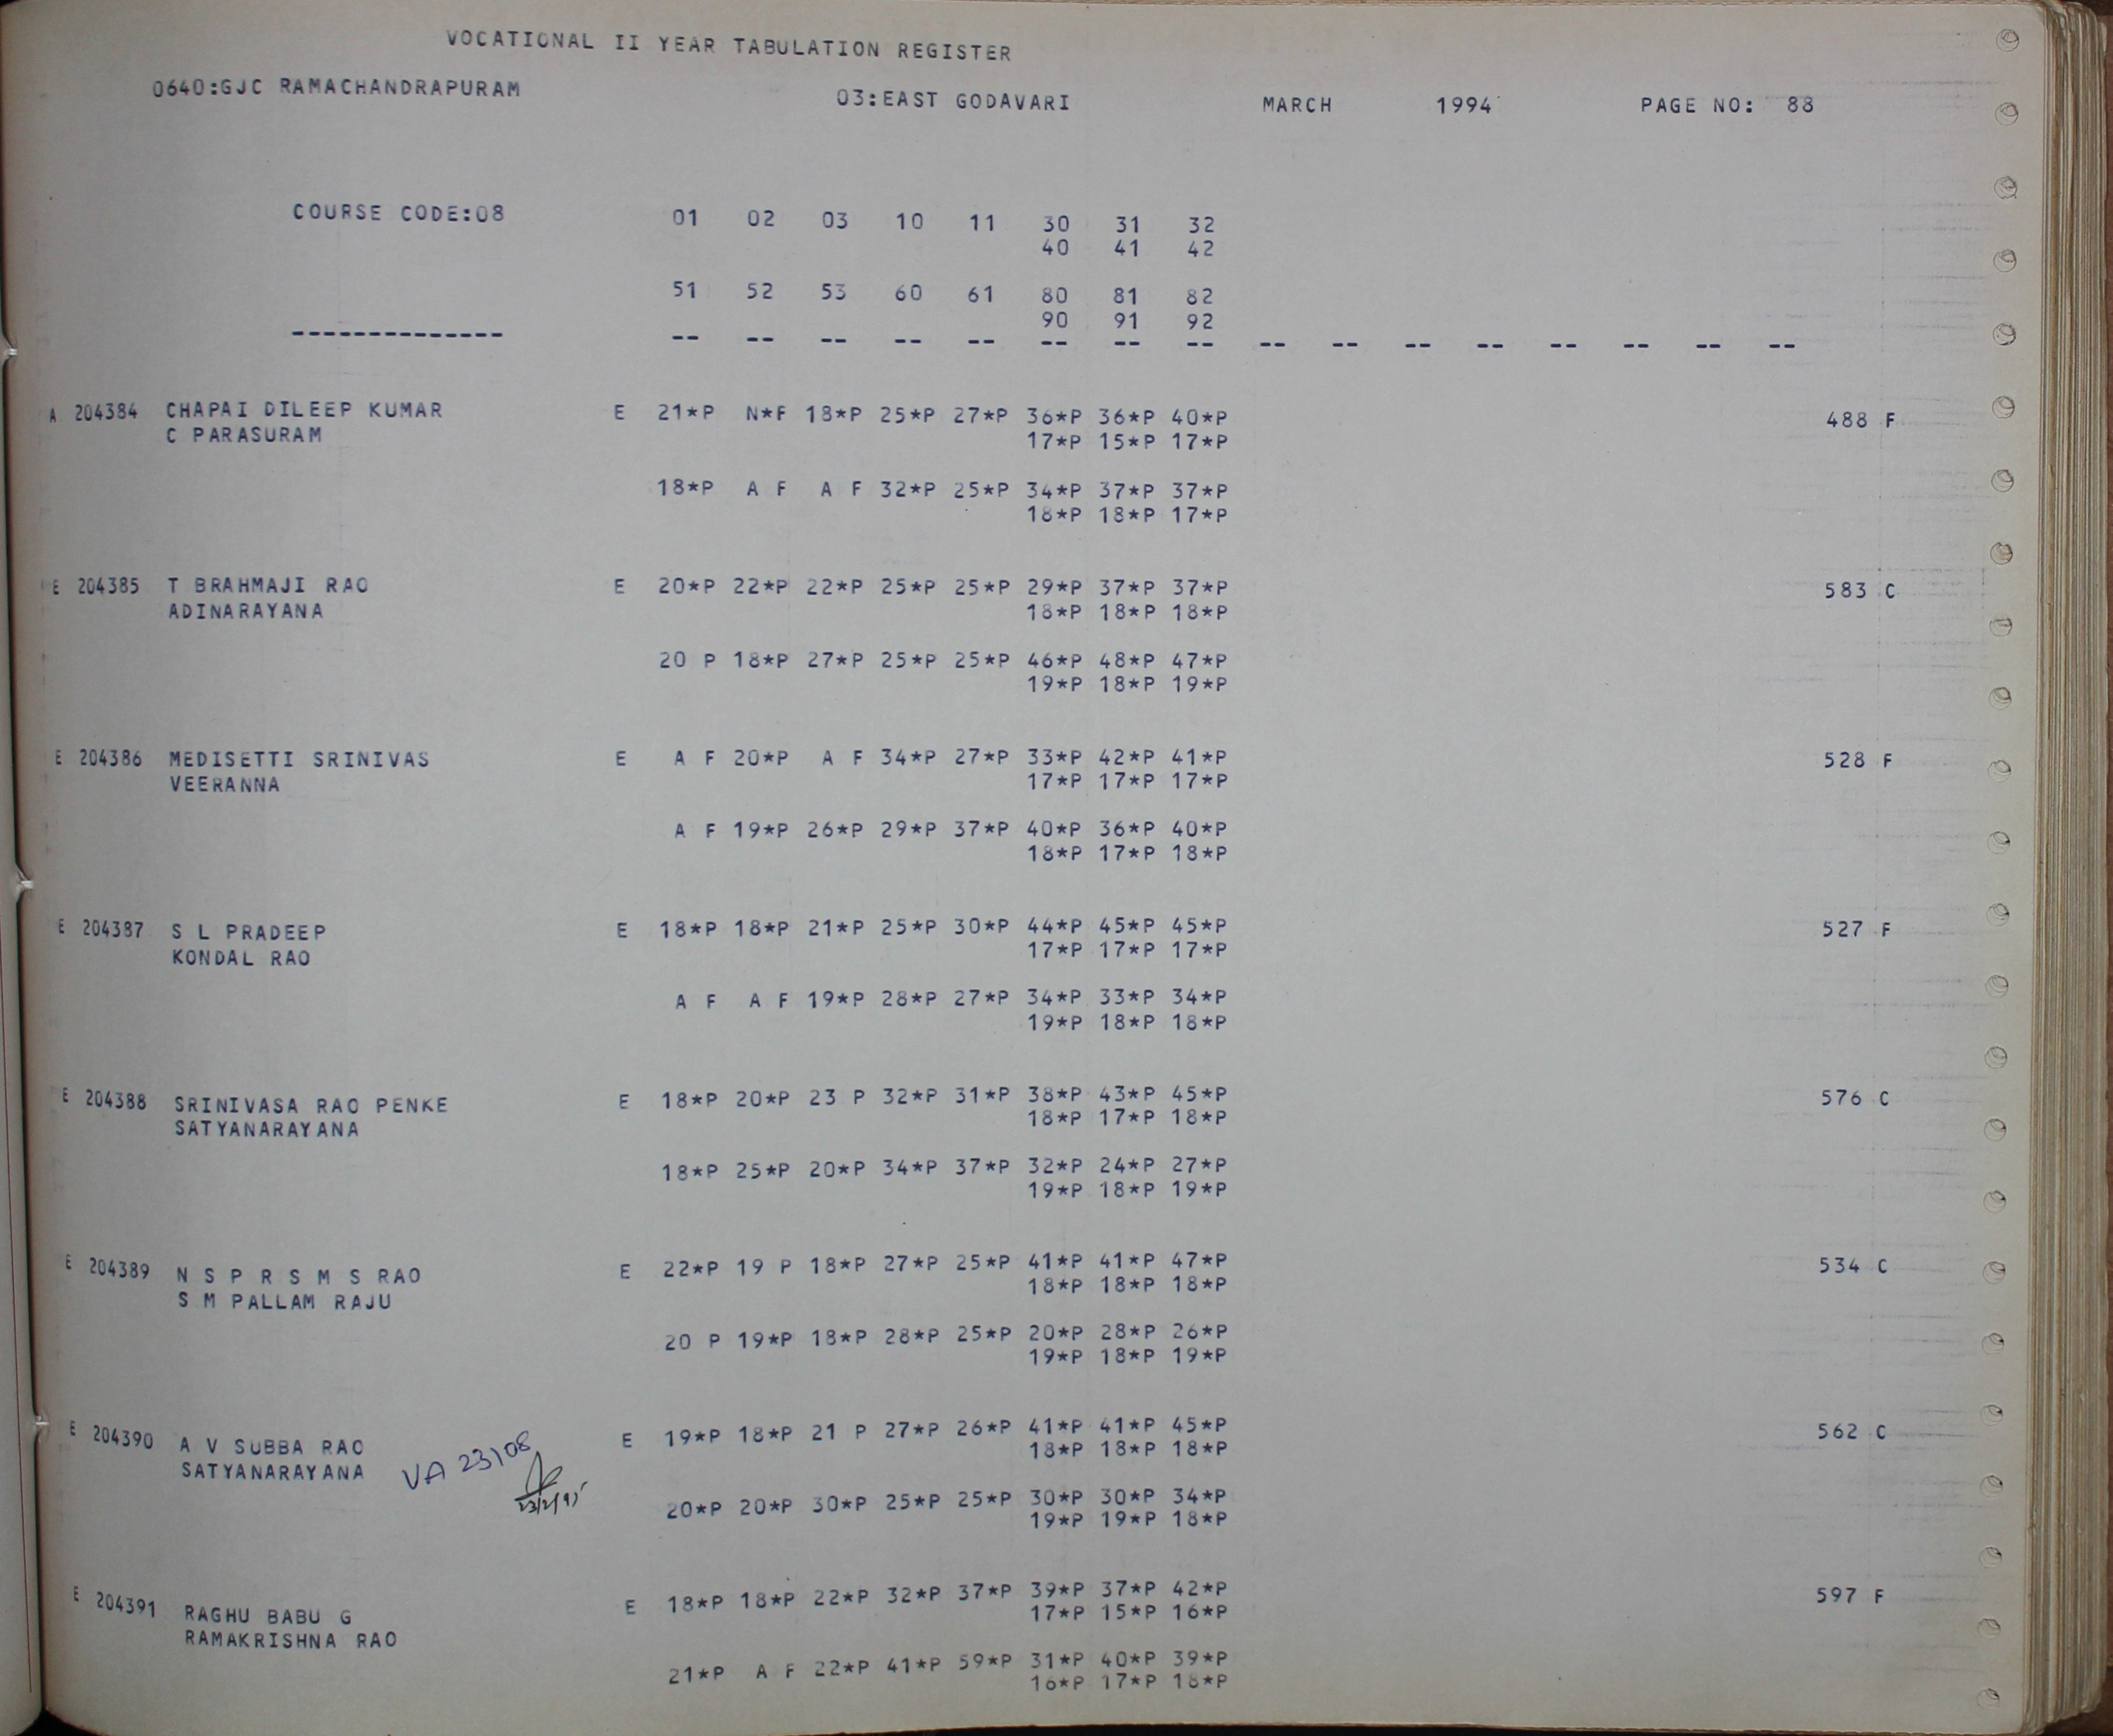 VOCATIONAL II YEAR TABULATION REGISTER
0640:GJC RAMACHANDRAPURAM 03:EAST GODAVARI MARCH 1994 PAGE NO: 88
COURSE CODE:08 01 02 03 10 11 30 31 32
40 41 42
51 52 53 60 61 80 81 82
90 91 92
-------------- -- -- -- -- -- -- -- -- -- -- -- -- -- -- -- --
A 204384 CHAPAI DILEEP KUMAR E 21*P N*F 18*P 25*P 27*P 36*P 36*P 40*P 488 F
C PARASURAM 17*P 15*P 17*P
18*P A F A F 32*P 25*P 34*P 37*P 37*P
18*P 18*P 17*P
E 204385 T BRAHMAJI RAO E 20*P 22*P 22*P 25*P 25*P 29*P 37*P 37*P 583 C
ADINARAYANA 18*P 18*P 18*P
20 P 18*P 27*P 25*P 25*P 46*P 48*P 47*P
19*P 18*P 19*P
E 204386 MEDISETTI SRINIVAS E A F 20*P A F 34*P 27*P 33*P 42*P 41*P 528 F
VEERANNA 17*P 17*P 17*P
A F 19*P 26*P 29*P 37*P 40*P 36*P 40*P
18*P 17*P 18*P
E 204387 S L PRADEEP E 18*P 18*P 21*P 25*P 30*P 44*P 45*P 45*P 527 F
KONDAL RAO 17*P 17*P 17*P
A F A F 19*P 28*P 27*P 34*P 33*P 34*P
19*P 18*P 18*P
E 204388 SRINIVASA RAO PENKE E 18*P 20*P 23 P 32*P 31*P 38*P 43*P 45*P 576 C
SATYANARAYANA 18*P 17*P 18*P
18*P 25*P 20*P 34*P 37*P 32*P 24*P 27*P
19*P 18*P 19*P
E 204389 N S P R S M S RAO E 22*P 19 P 18*P 27*P 25*P 41*P 41*P 47*P 534 C
S M PALLAM RAJU 18*P 18*P 18*P
20 P 19*P 18*P 28*P 25*P 20*P 28*P 26*P
19*P 18*P 19*P
E 204390 A V SUBBA RAO E 19*P 18*P 21 P 27*P 26*P 41*P 41*P 45*P 562 C
SATYANARAYANA VA 23108 18*P 18*P 18*P
20*P 20*P 30*P 25*P 25*P 30*P 30*P 34*P
19*P 19*P 18*P
E 204391 RAGHU BABU G E 18*P 18*P 22*P 32*P 37*P 39*P 37*P 42*P 597 F
RAMAKRISHNA RAO 17*P 15*P 16*P
21*P A F 22*P 41*P 59*P 31*P 40*P 39*P
16*P 17*P 18*P